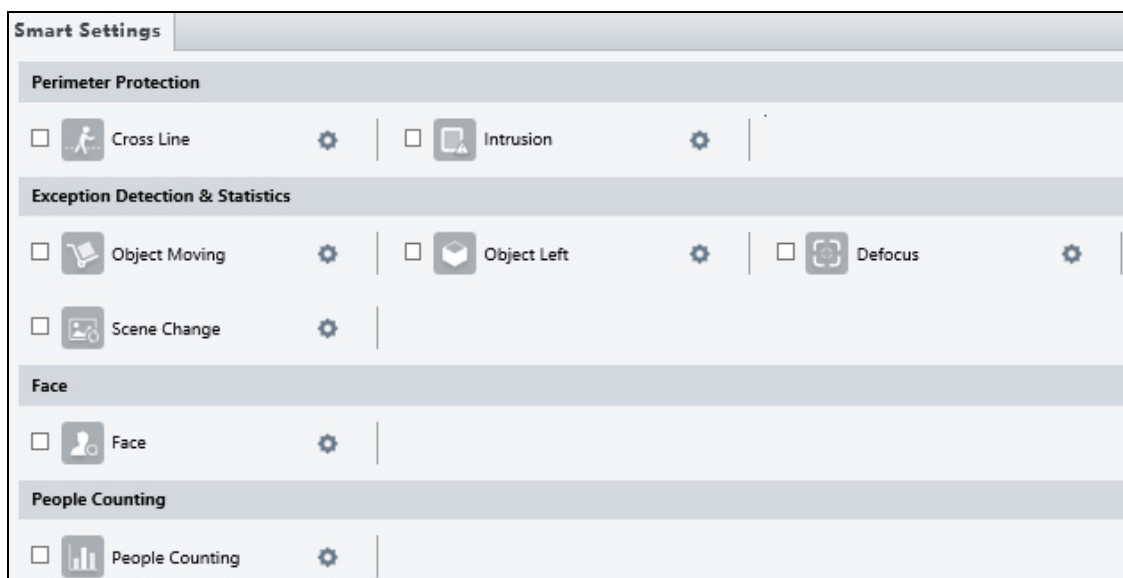 Smart Settings
Perimeter Protection
Cross Line Intrusion
Exception Detection & Statistics
Object Moving Object Left Defocus
Scene Change
Face
Face
People Counting
People Counting